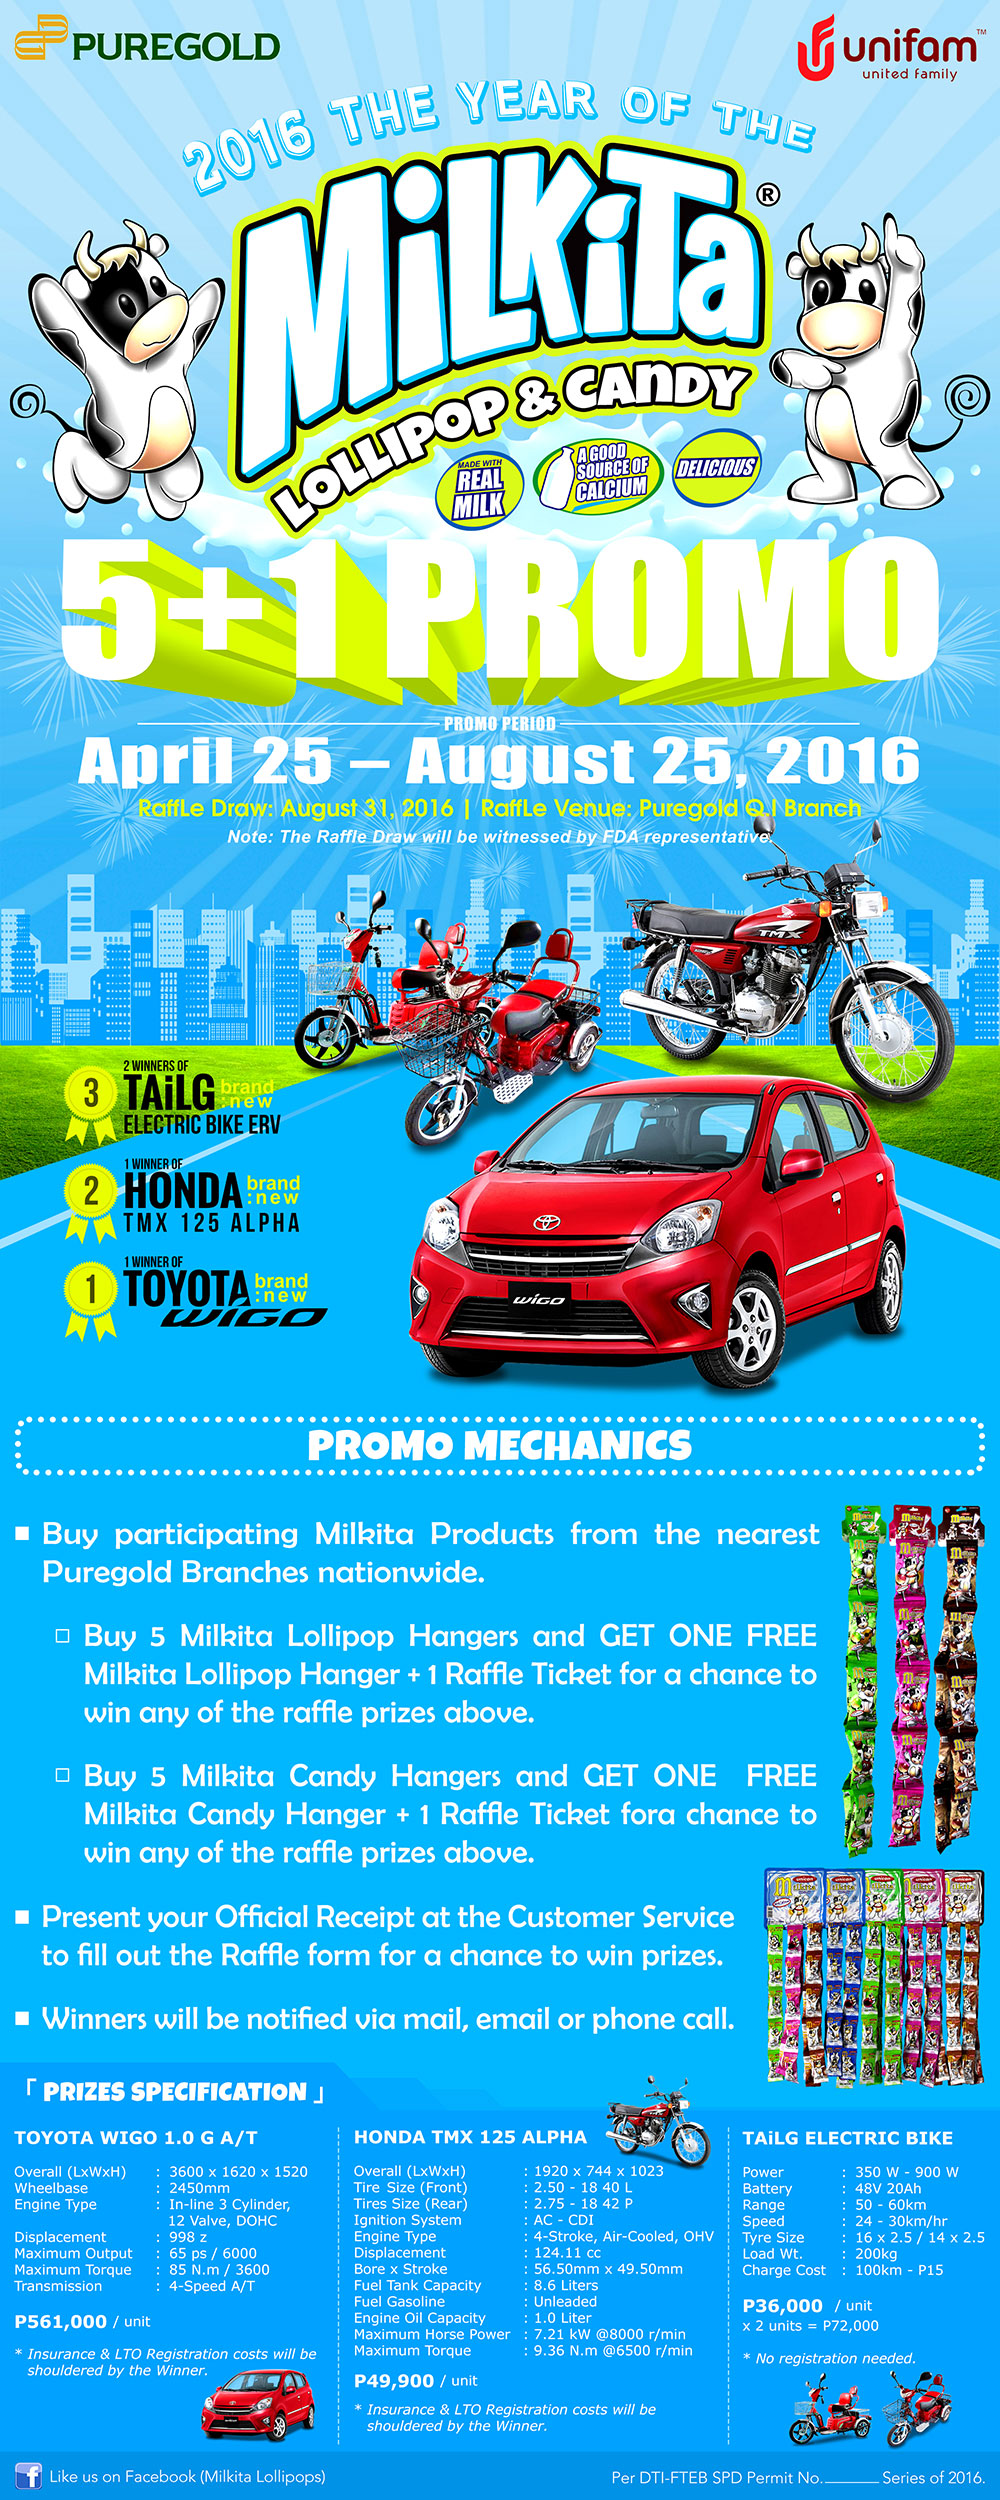 PUREGOLD
unifam™
united family
2016 THE YEAR OF THE
MiLKiTa®
LOLLIPOP & CANDY
MADE WITH
REAL
MILK
A GOOD
SOURCE OF
CALCIUM
DELICIOUS
5+1 PROMO
PROMO PERIOD
April 25 – August 25, 2016
RaffLe Draw: August 31, 2016 | RaffLe Venue: Puregold Q.I Branch
Note: The Raffle Draw will be witnessed by FDA representative.
TMX
HONDA
3
2 WINNERS OF
TAiLG brand :new
ELECTRIC BIKE ERV
2
1 WINNER OF
HONDA brand :new
TMX 125 ALPHA
1
1 WINNER OF
TOYOTA brand :new
WiGO
WiGO
PROMO MECHANICS
Buy participating Milkita Products from the nearest
Puregold Branches nationwide.
Buy 5 Milkita Lollipop Hangers and GET ONE FREE
Milkita Lollipop Hanger + 1 Raffle Ticket for a chance to
win any of the raffle prizes above.
Buy 5 Milkita Candy Hangers and GET ONE FREE
Milkita Candy Hanger + 1 Raffle Ticket fora chance to
win any of the raffle prizes above.
Present your Official Receipt at the Customer Service
to fill out the Raffle form for a chance to win prizes.
Winners will be notified via mail, email or phone call.
「 PRIZES SPECIFICATION 」
TOYOTA WIGO 1.0 G A/T
Overall (LxWxH) : 3600 x 1620 x 1520
Wheelbase : 2450mm
Engine Type : In-line 3 Cylinder,
12 Valve, DOHC
Displacement : 998 z
Maximum Output : 65 ps / 6000
Maximum Torque : 85 N.m / 3600
Transmission : 4-Speed A/T
P561,000 / unit
* Insurance & LTO Registration costs will be
shouldered by the Winner.
HONDA TMX 125 ALPHA
Overall (LxWxH) : 1920 x 744 x 1023
Tire Size (Front) : 2.50 - 18 40 L
Tires Size (Rear) : 2.75 - 18 42 P
Ignition System : AC - CDI
Engine Type : 4-Stroke, Air-Cooled, OHV
Displacement : 124.11 cc
Bore x Stroke : 56.50mm x 49.50mm
Fuel Tank Capacity : 8.6 Liters
Fuel Gasoline : Unleaded
Engine Oil Capacity : 1.0 Liter
Maximum Horse Power : 7.21 kW @8000 r/min
Maximum Torque : 9.36 N.m @6500 r/min
P49,900 / unit
* Insurance & LTO Registration costs will be
shouldered by the Winner.
TAiLG ELECTRIC BIKE
Power : 350 W - 900 W
Battery : 48V 20Ah
Range : 50 - 60km
Speed : 24 - 30km/hr
Tyre Size : 16 x 2.5 / 14 x 2.5
Load Wt. : 200kg
Charge Cost : 100km - P15
P36,000 / unit
x 2 units = P72,000
* No registration needed.
Like us on Facebook (Milkita Lollipops)
Per DTI-FTEB SPD Permit No.________ Series of 2016.